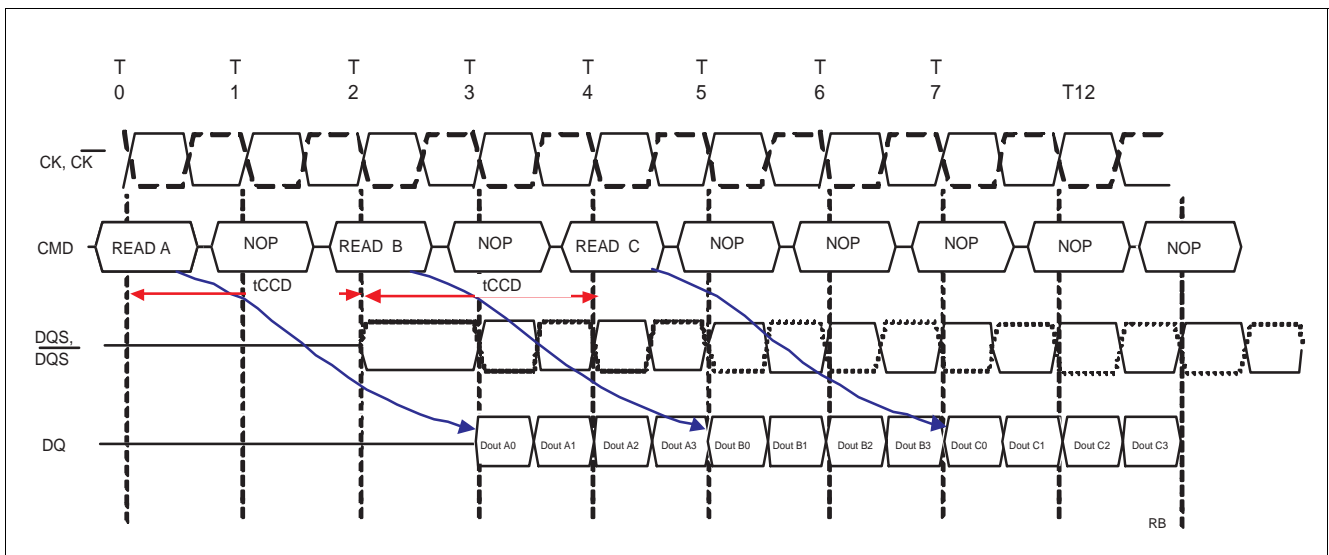 T T T T T T T T
0 1 2 3 4 5 6 7 T12
CK, CK
CMD READ A NOP READ B NOP READ C NOP NOP NOP NOP NOP
tCCD tCCD
DQS,
DQS
DQ Dout A0 Dout A1 Dout A2 Dout A3 Dout B0 Dout B1 Dout B2 Dout B3 Dout C0 Dout C1 Dout C2 Dout C3
RB